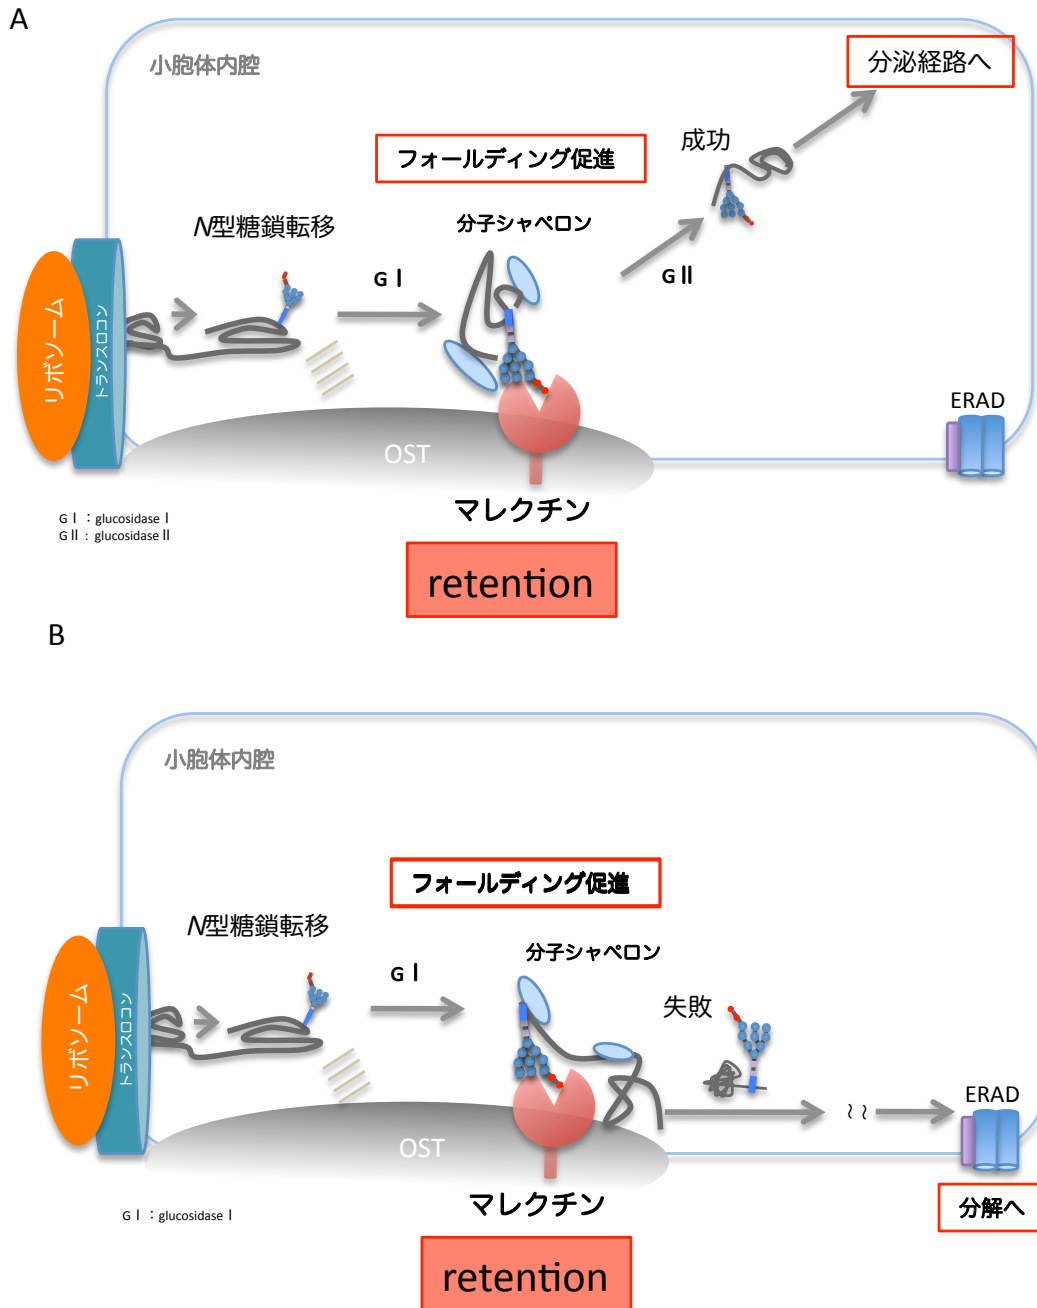 A
小胞体内腔
分泌経路へ
成功
フォールディング促進
N型糖鎖転移
分子シャペロン
G I
G II
リボソーム
トランスロコン
ERAD
OST
G I : glucosidase I
G II : glucosidase II
マレクチン
retention
B
小胞体内腔
フォールディング促進
N型糖鎖転移
分子シャペロン
G I
失敗
リボソーム
トランスロコン
~ ~
ERAD
OST
マレクチン
分解へ
G I : glucosidase I
retention